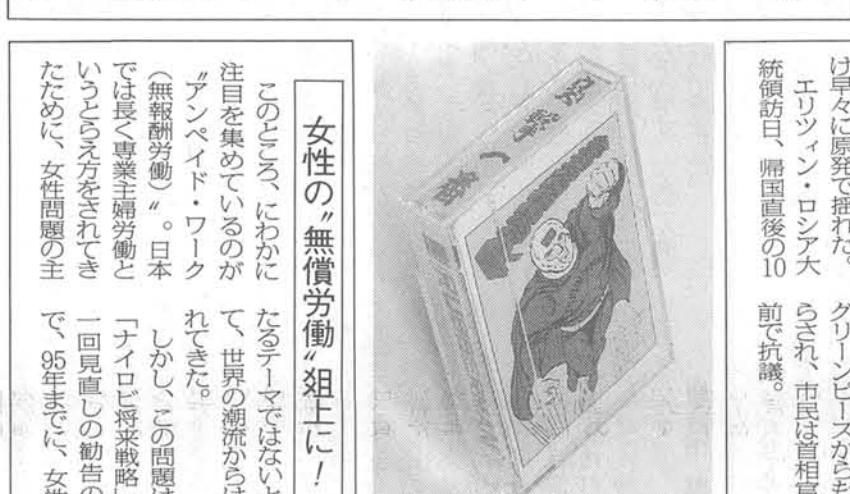 け早々に原発で揺れた。
エリツィン・ロシア大
統領訪日、帰国直後の10
グリーンピースからも
らされ、市民は首相官
前で抗議。
女性の〝無償労働〟俎上に!
このところ、にわかに
注目を集めているのが
〝アンペイド・ワーク
(無報酬労働)〟。日本
では長く専業主婦労働と
いうとらえ方をされてき
たために、女性問題の主
たるテーマではないと
て、世界の潮流からは
れてきた。
しかし、この問題は
「ナイロビ将来戦略」
一回見直しの勧告の
で、95年までに、女性